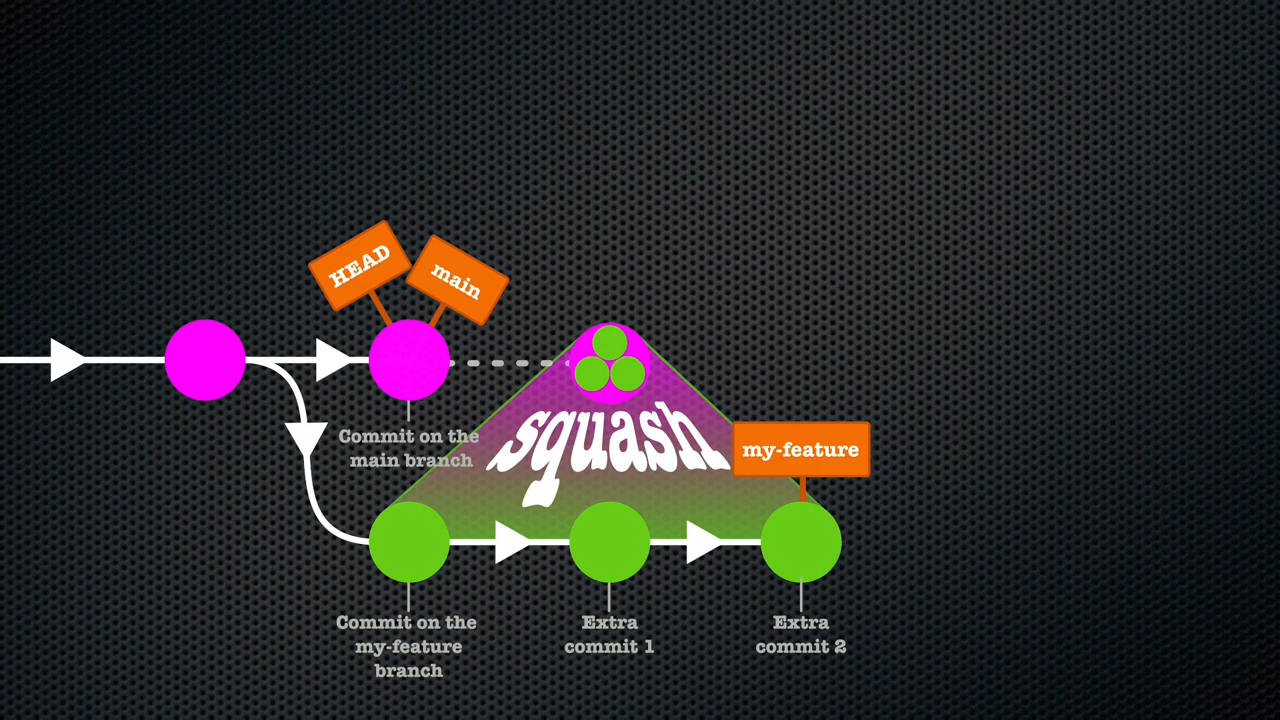 HEAD
main
Commit on the
main branch
squash
my-feature
Commit on the
my-feature
branch
Extra
commit 1
Extra
commit 2